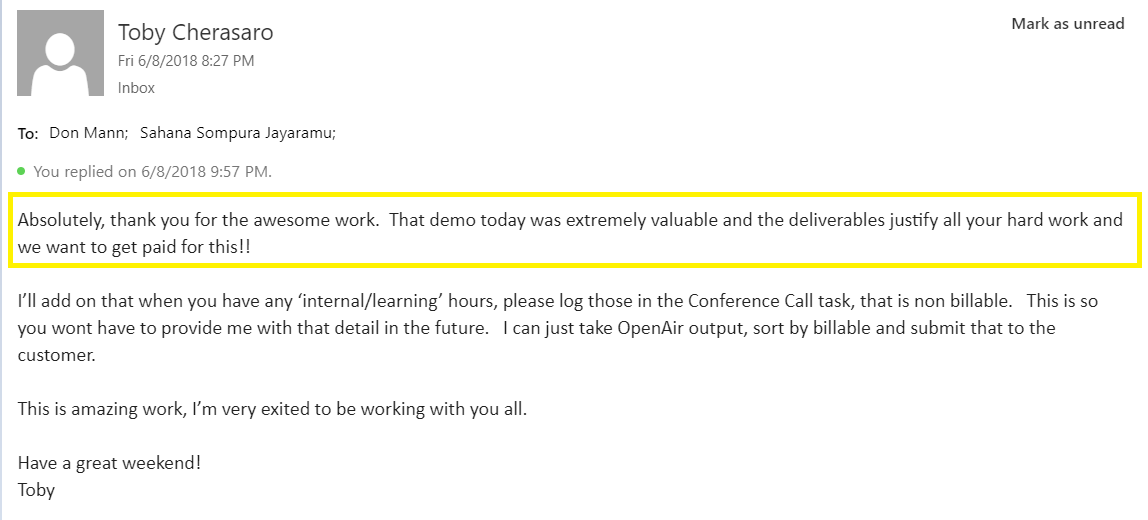 Toby Cherasaro
Mark as unread
Fri 6/8/2018 8:27 PM
Inbox
To: Don Mann; Sahana Sompura Jayaramu;
You replied on 6/8/2018 9:57 PM.
Absolutely, thank you for the awesome work.  That demo today was extremely valuable and the deliverables justify all your hard work and
we want to get paid for this!!
I’ll add on that when you have any ‘internal/learning’ hours, please log those in the Conference Call task, that is non billable.   This is so
you wont have to provide me with that detail in the future.   I can just take OpenAir output, sort by billable and submit that to the
customer.
This is amazing work, I’m very exited to be working with you all.
Have a great weekend!
Toby